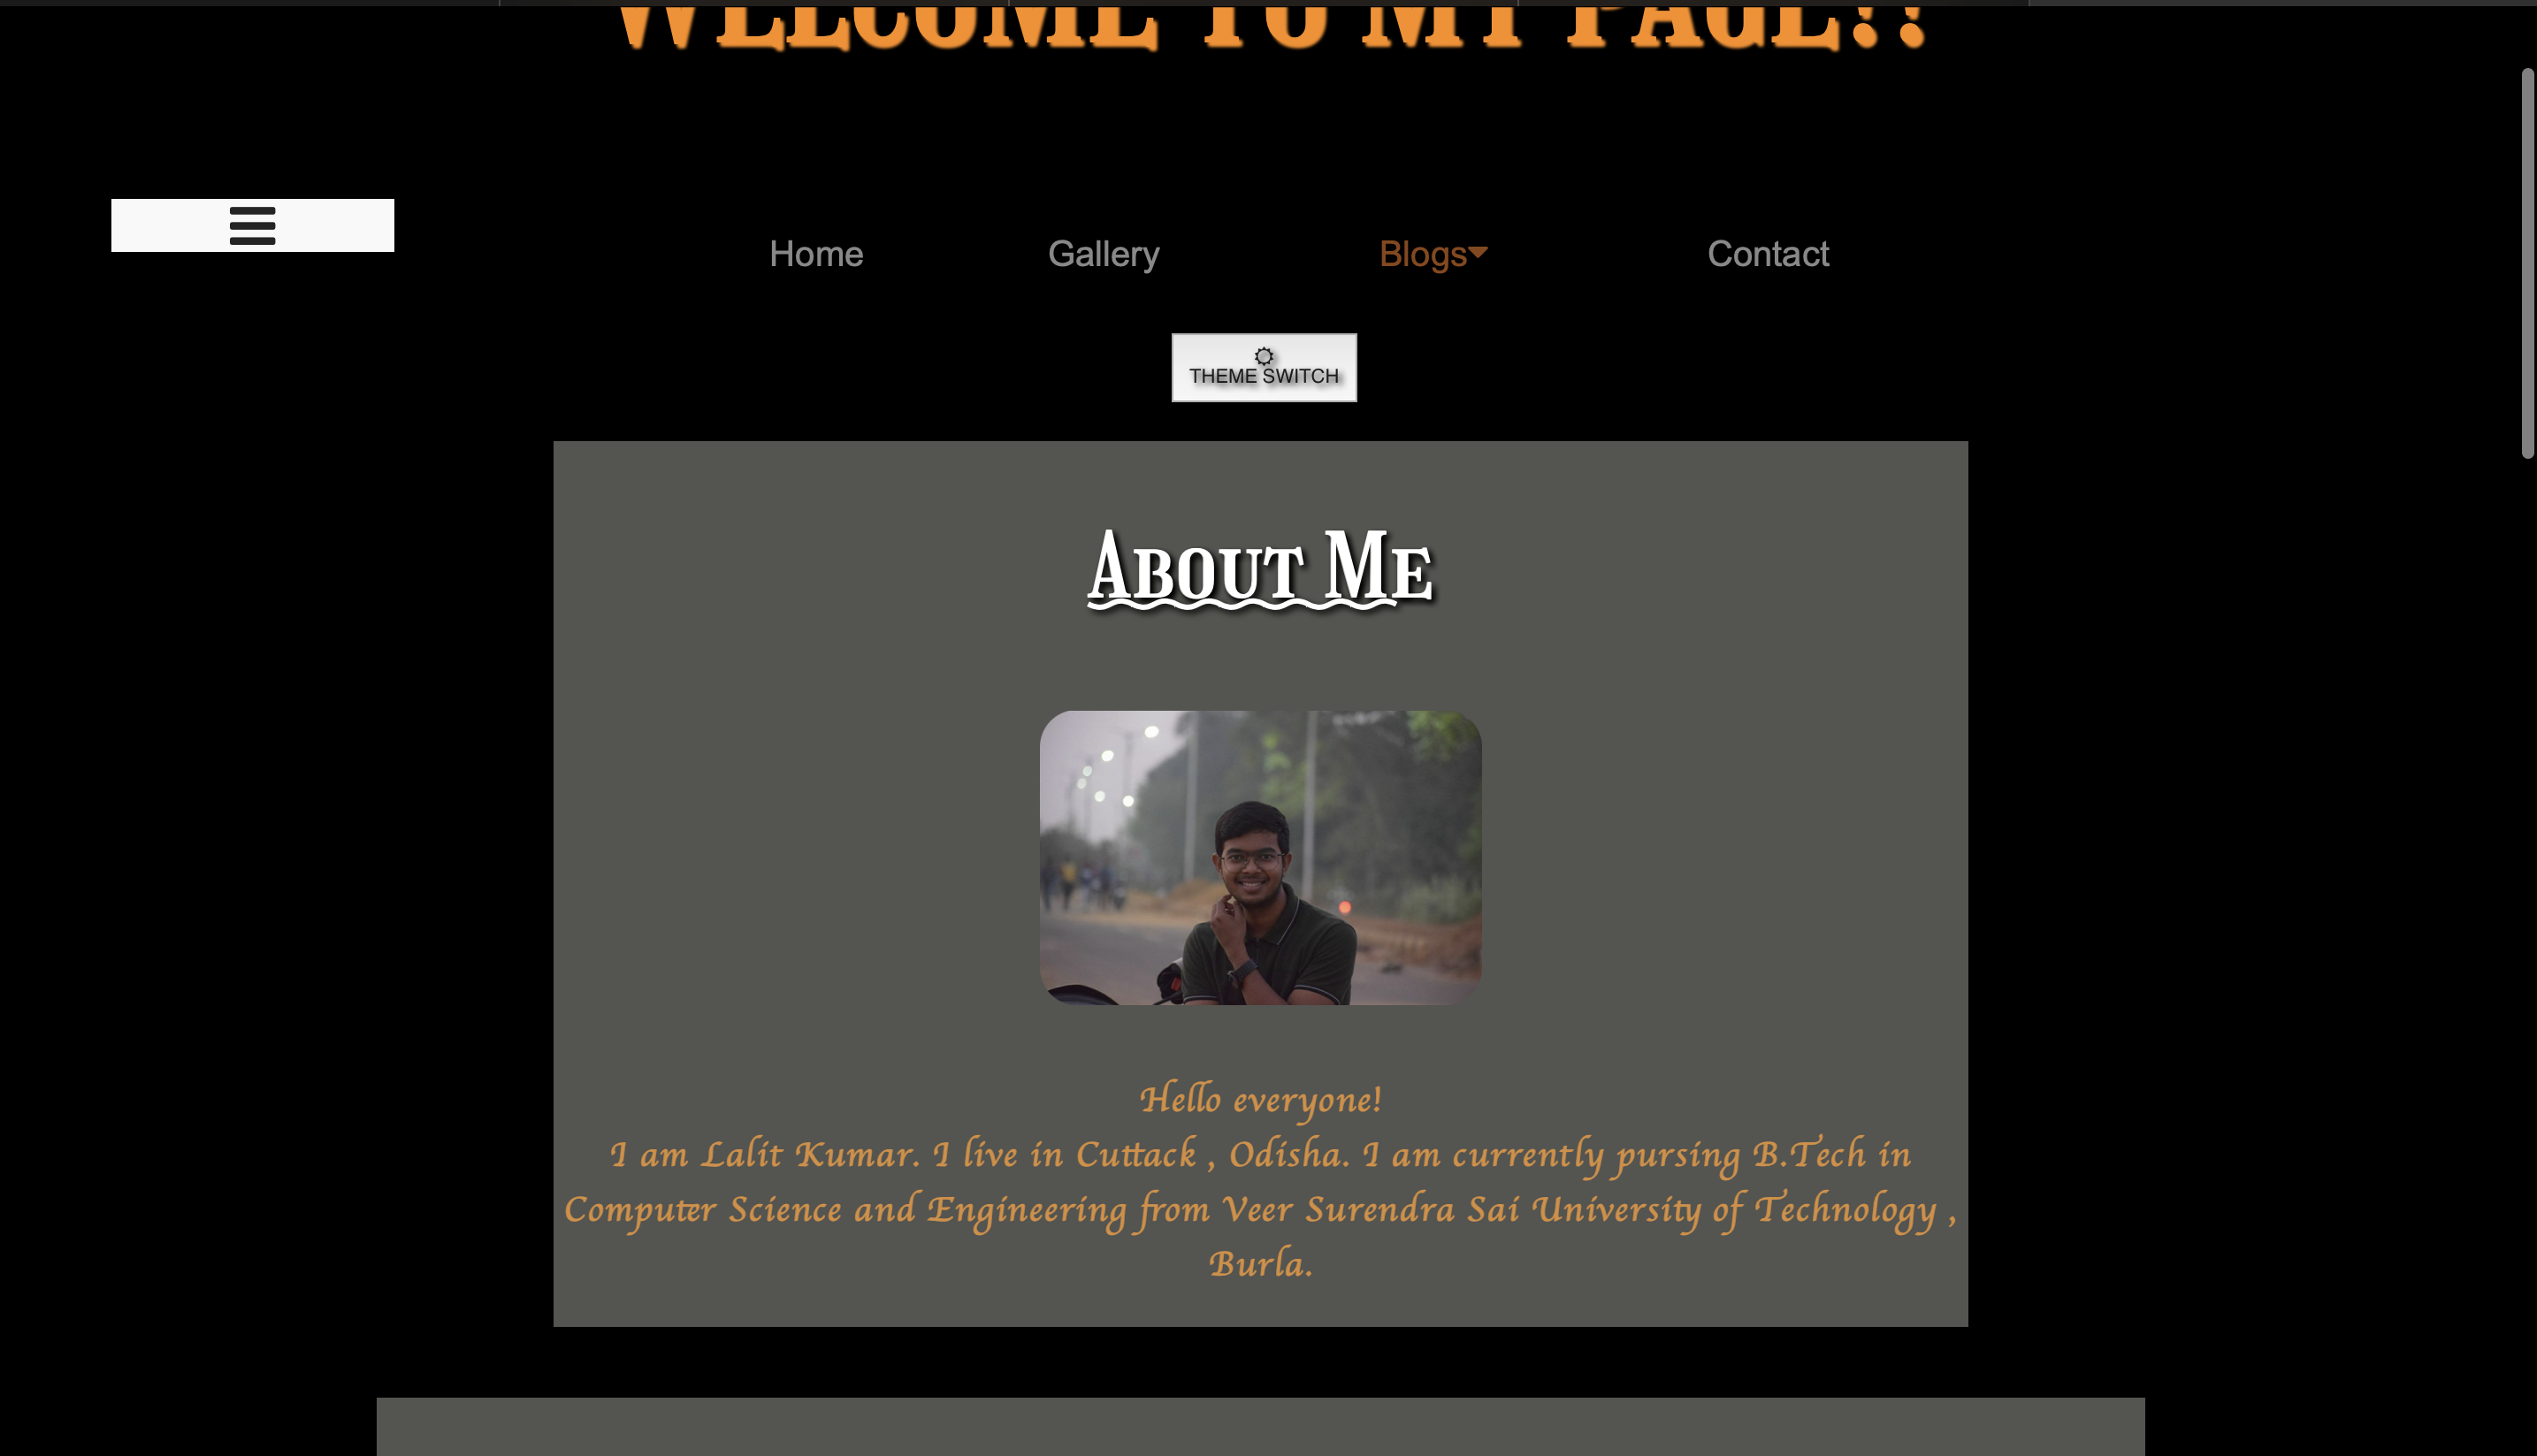 WELCOME TO MY PAGE!!
Home Gallery Blogs Contact
THEME SWITCH
About Me
Hello everyone!
I am Lalit Kumar. I live in Cuttack , Odisha. I am currently pursing B.Tech in
Computer Science and Engineering from Veer Surendra Sai University of Technology ,
Burla.